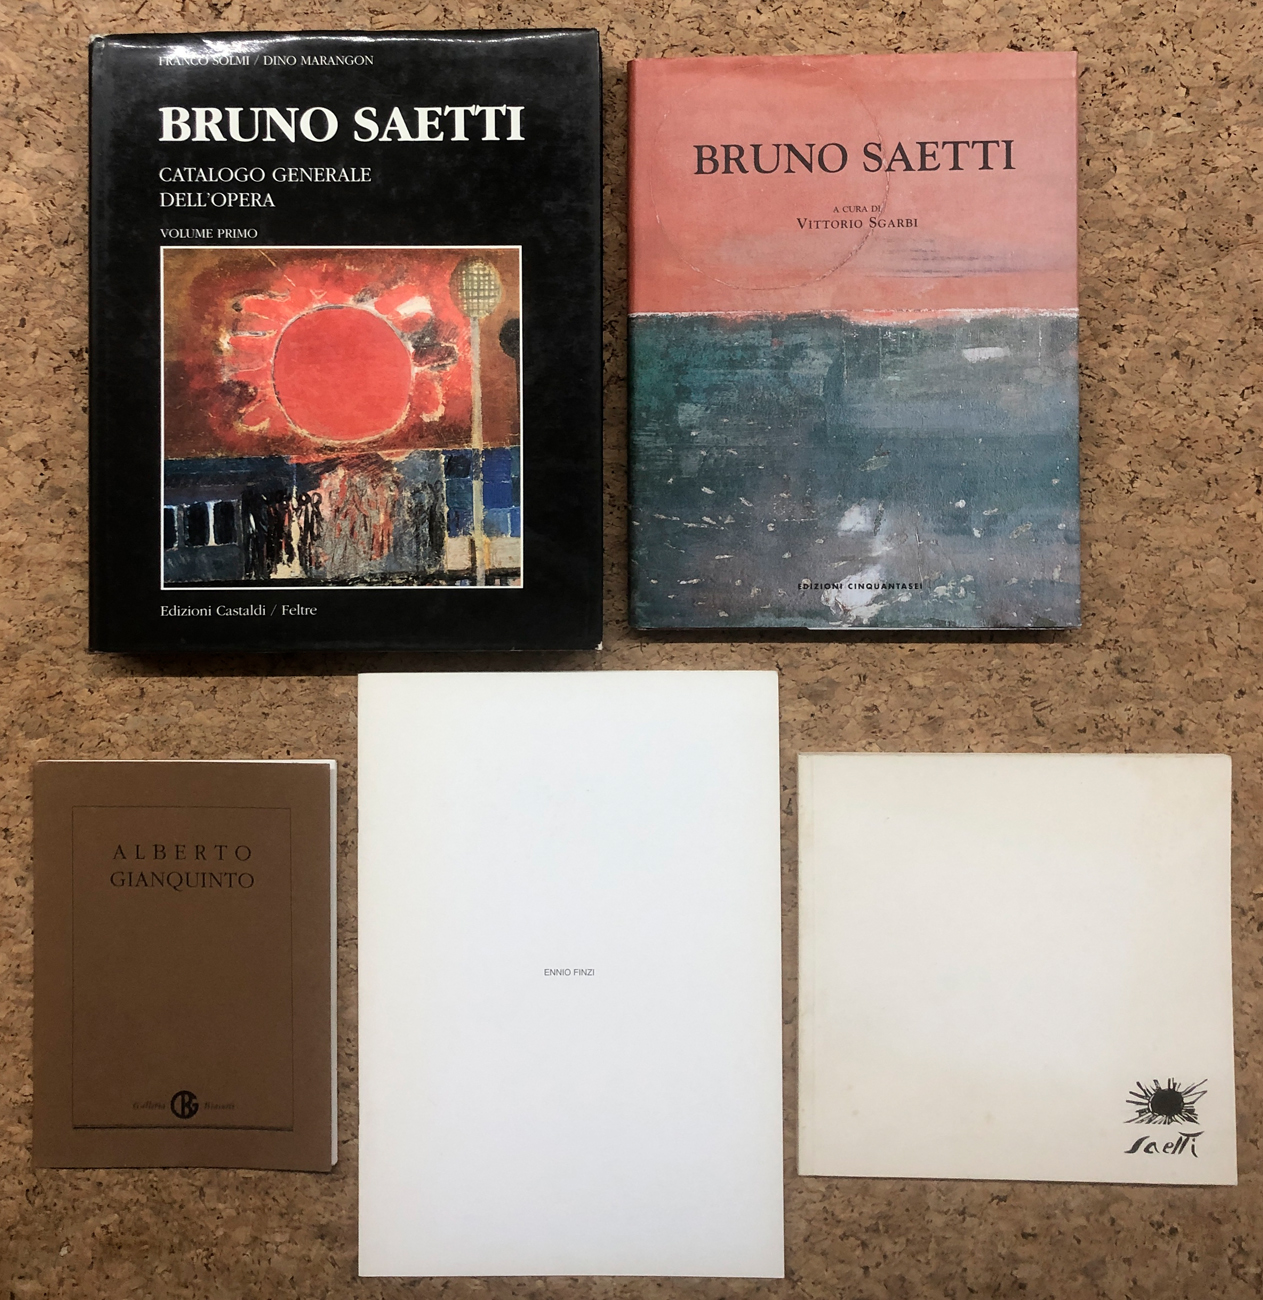 FRANCO SOLMI / DINO MARANGON
BRUNO SAETTI
CATALOGO GENERALE
DELL'OPERA
VOLUME PRIMO
Edizioni Castaldi / Feltre
BRUNO SAETTI
A CURA DI
VITTORIO SGARBI
EDIZIONI CINQUANTASEI
ALBERTO
GIANQUINTO
Galleria
ENNIO FINZI
Saetti